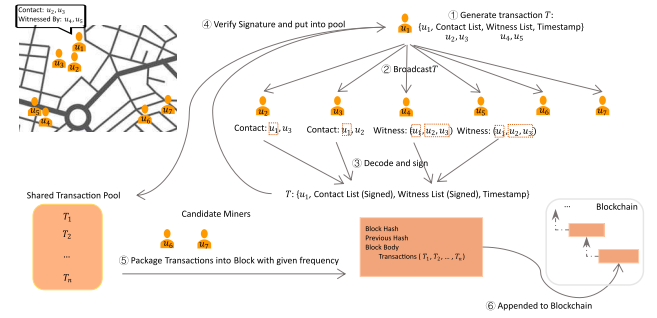 Contact: u₂, u₃
Witnessed By: u₄, u₅
u₁
u₃
u₂
u₅
u₄
u₇
u₆
④ Verify Signature and put into pool
u₁
① Generate transaction T:
{u₁, Contact List, Witness List, Timestamp}
u₂, u₃
u₄, u₅
② BroadcastT
u₂
u₃
u₄
u₅
u₆
u₇
Contact: u₁, u₃
Contact: u₁, u₂
Witness: (u₁, u₂, u₃)
Witness: (u₁, u₂, u₃)
③ Decode and sign
T: {u₁, Contact List (Signed), Witness List (Signed), Timestamp}
Shared Transaction Pool
T₁
T₂
...
Tₙ
Candidate Miners
u₆
u₇
⑤ Package Transactions into Block with given frequency
Block Hash
Previous Hash
Block Body
Transactions (T₁, T₂, .. , Tₙ)
Blockchain
...
⑥ Appended to Blockchain